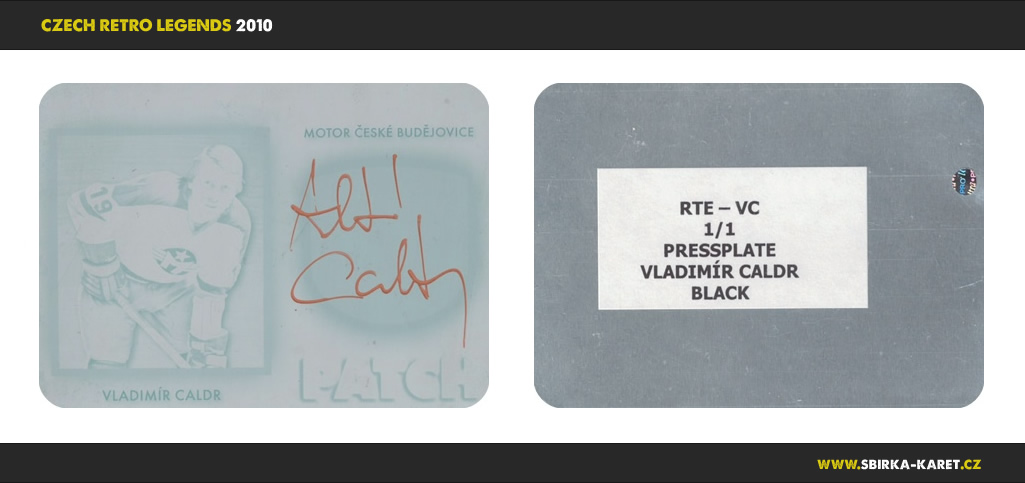 CZECH RETRO LEGENDS 2010
MOTOR ČESKÉ BUDĚJOVICE
19
Caldr
PATCH
VLADIMÍR CALDR
RTE – VC
1/1
PRESSPLATE
VLADIMÍR CALDR
BLACK
WWW.SBIRKA-KARET.CZ